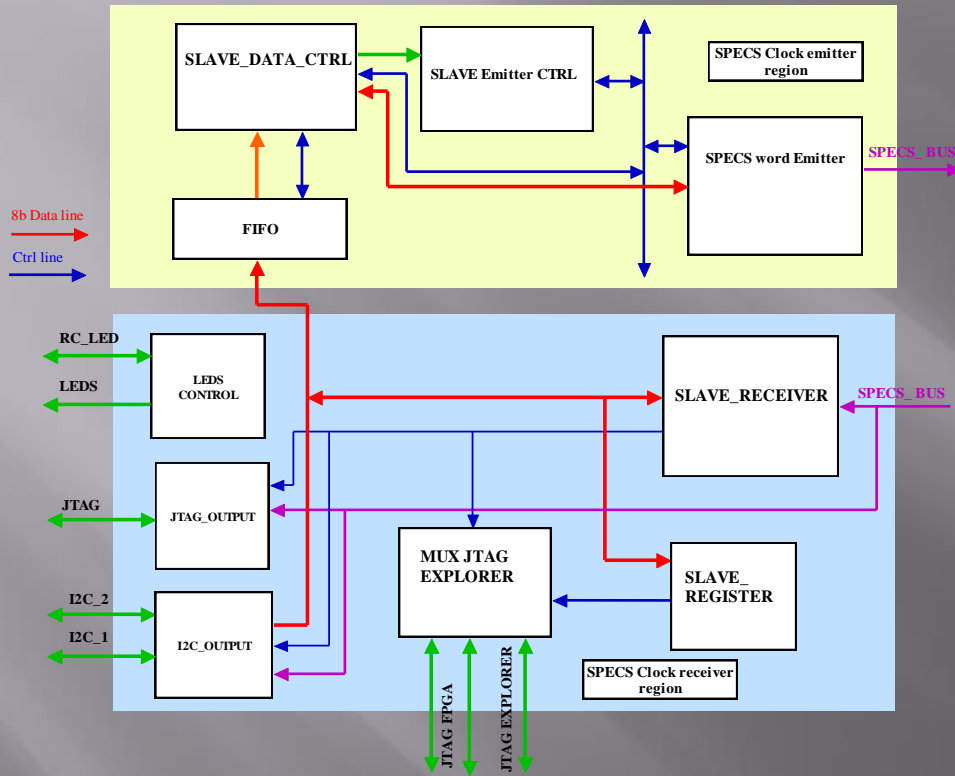 SLAVE_DATA_CTRL
SLAVE Emitter CTRL
SPECS Clock emitter
region
SPECS word Emitter
SPECS_BUS
FIFO
8b Data line
Ctrl line
RC_LED
LEDS
LEDS
CONTROL
SLAVE_RECEIVER
SPECS_BUS
JTAG
JTAG_OUTPUT
MUX JTAG
EXPLORER
SLAVE_
REGISTER
I2C_2
I2C_1
I2C_OUTPUT
SPECS Clock receiver
region
JTAG FPGA
JTAG EXPLORER